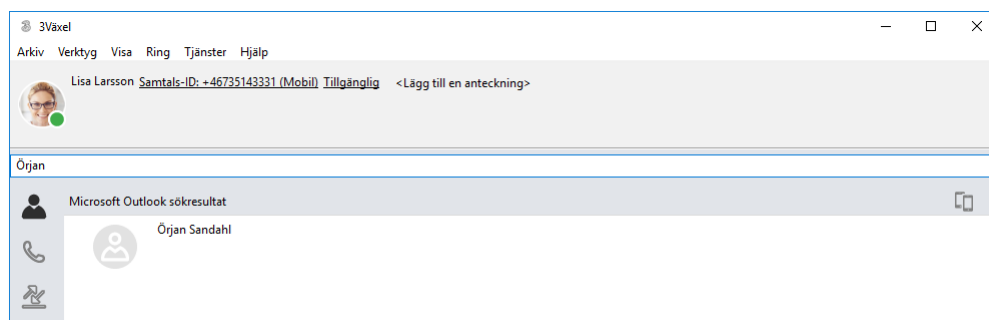 3Växel
Arkiv Verktyg Visa Ring Tjänster Hjälp
Lisa Larsson Samtals-ID: +46735143331 (Mobil) Tillgänglig <Lägg till en anteckning>
Örjan
Microsoft Outlook sökresultat
Örjan Sandahl